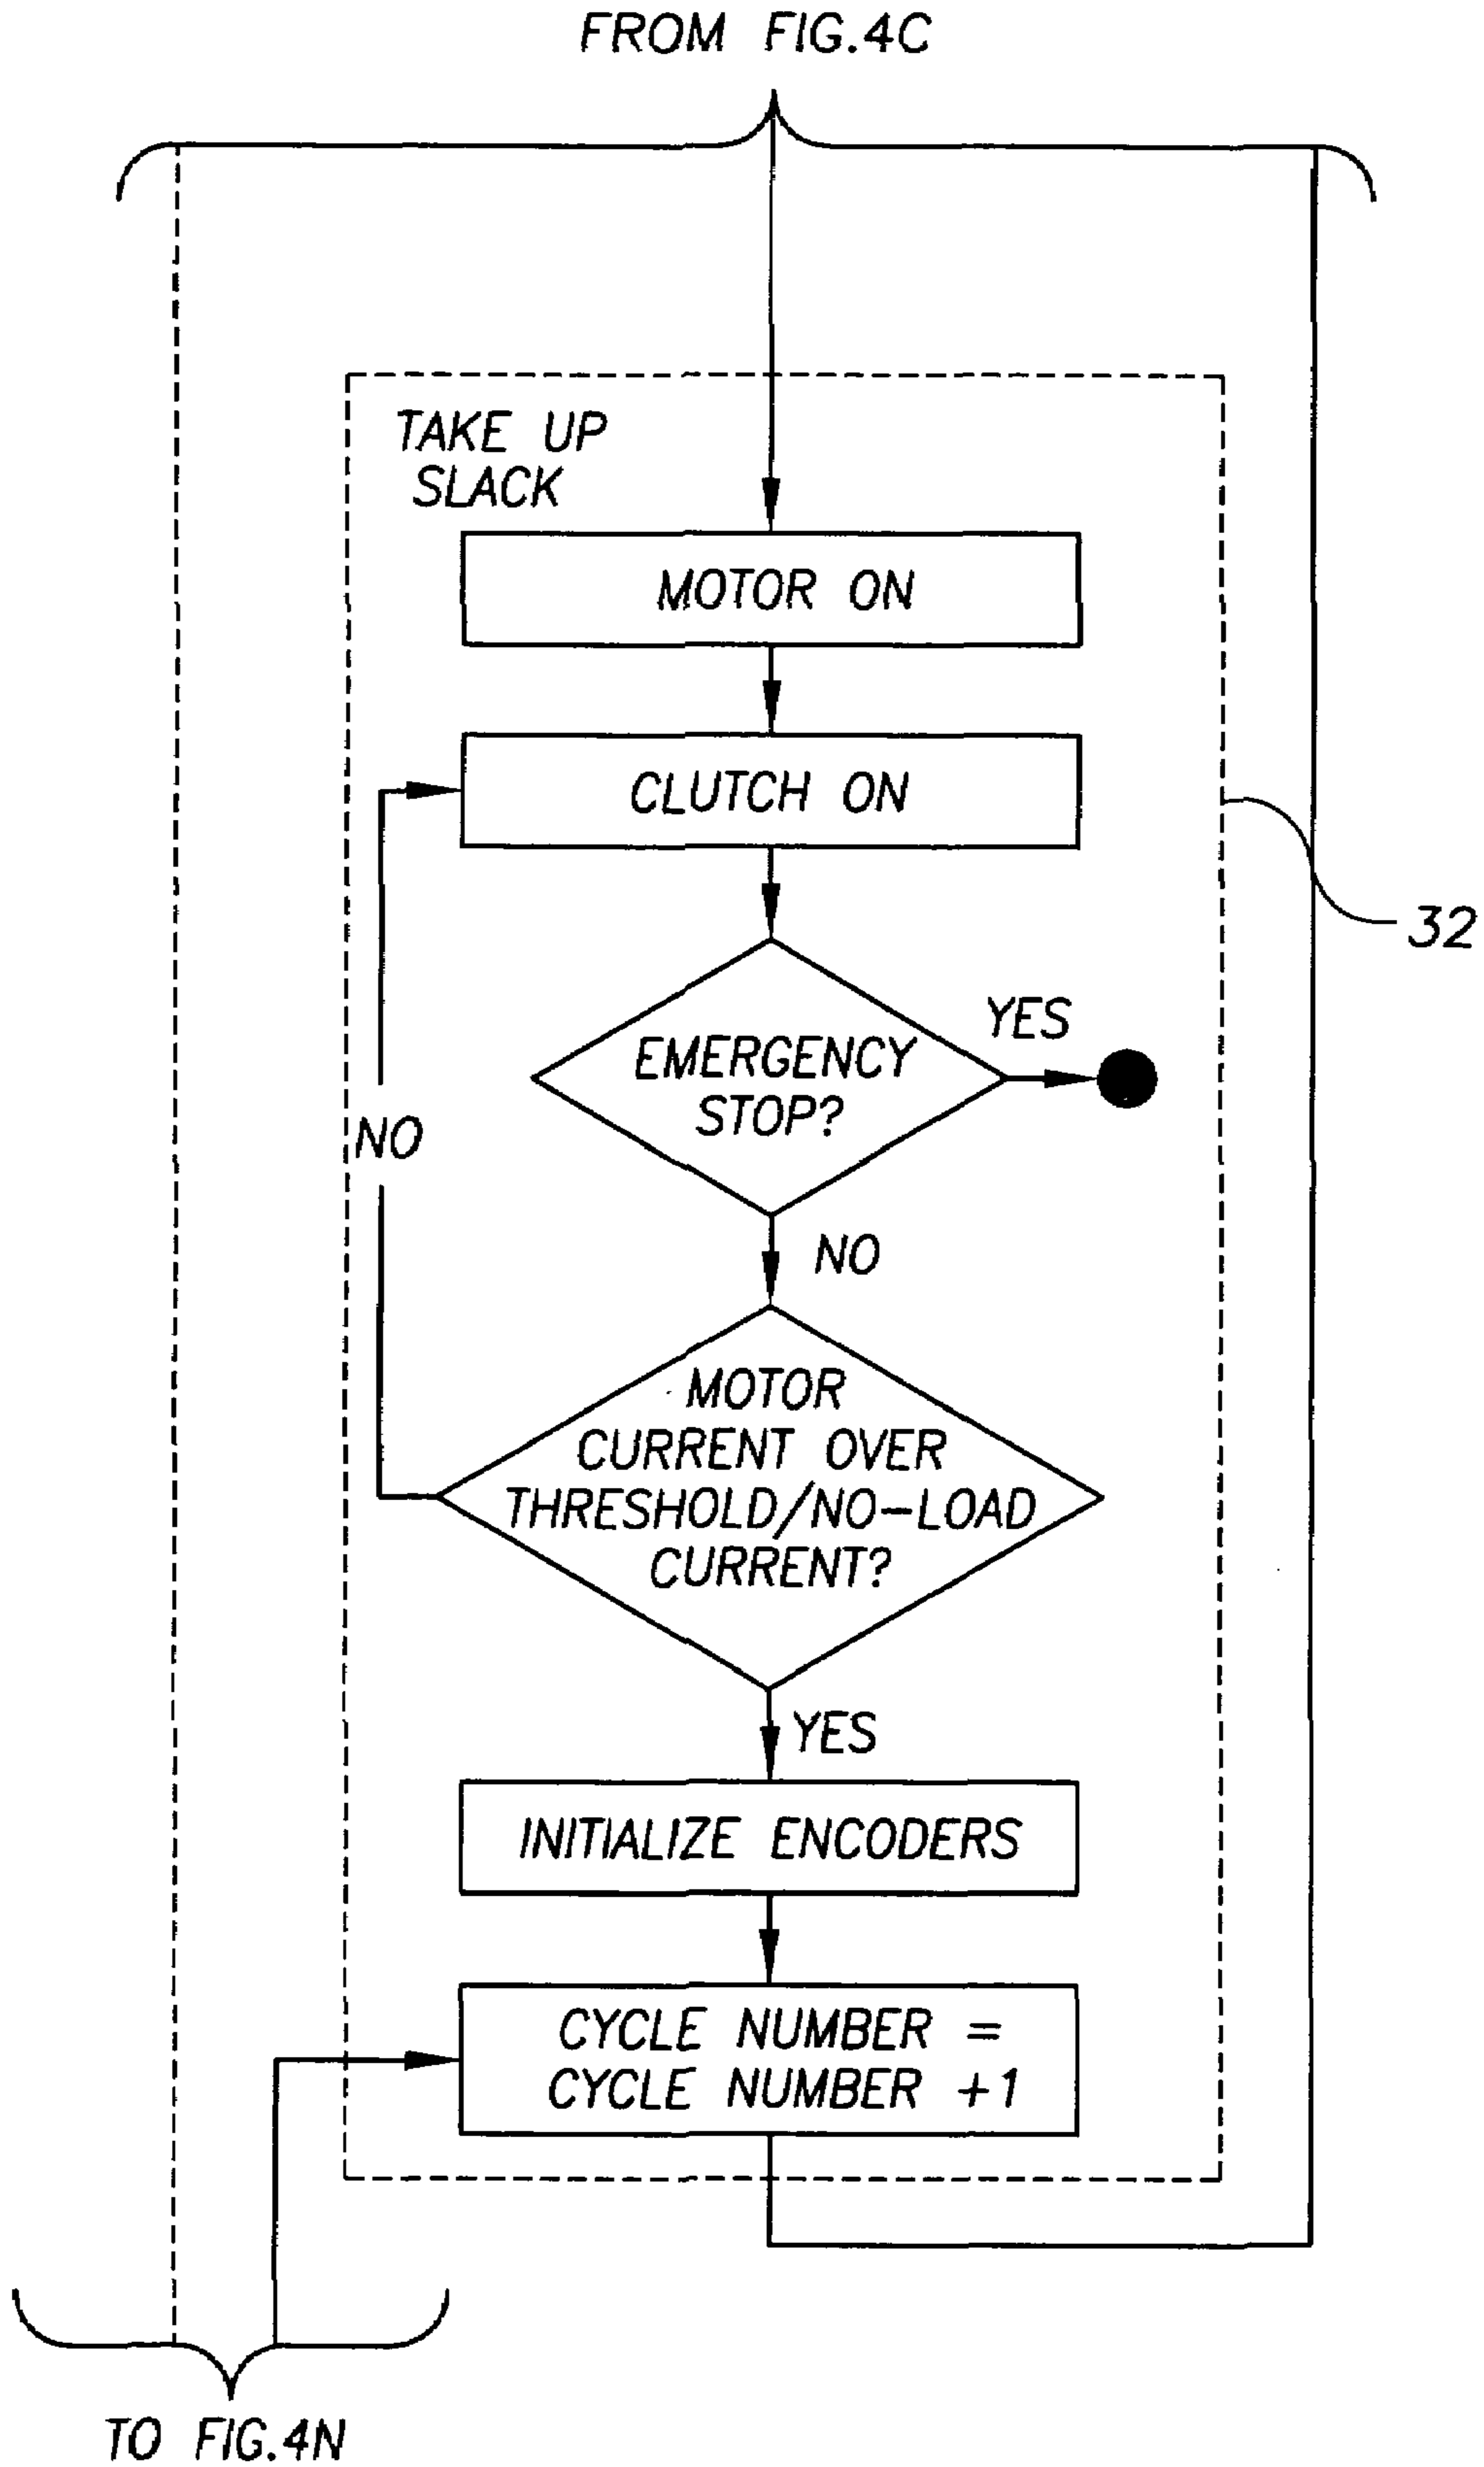 FROM FIG.4C
TAKE UP
SLACK
MOTOR ON
CLUTCH ON
32
YES
EMERGENCY
STOP?
NO
NO
MOTOR
CURRENT OVER
THRESHOLD/NO-LOAD
CURRENT?
YES
INITIALIZE ENCODERS
CYCLE NUMBER =
CYCLE NUMBER +1
TO FIG.4N